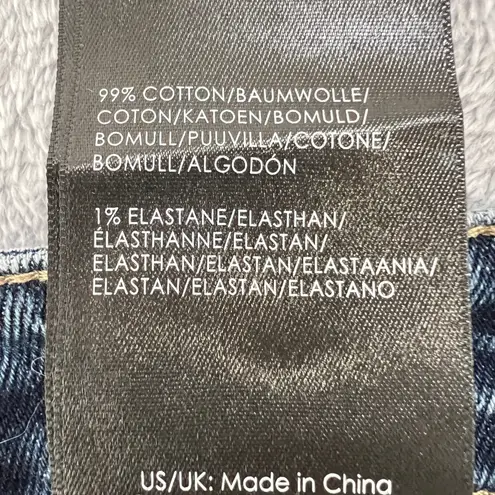 99% COTTON/BAUMWOLLE/
COTON/KATOEN/BOMULD/
BOMULL/PUUVILLA/COTONE/
BOMULL/ALGODÓN
1% ELASTANE/ELASTHAN/
ÉLASTHANNE/ELASTAN/
ELASTHAN/ELASTAN/ELASTAANIA/
ELASTAN/ELASTAN/ELASTANO
US/UK: Made in China